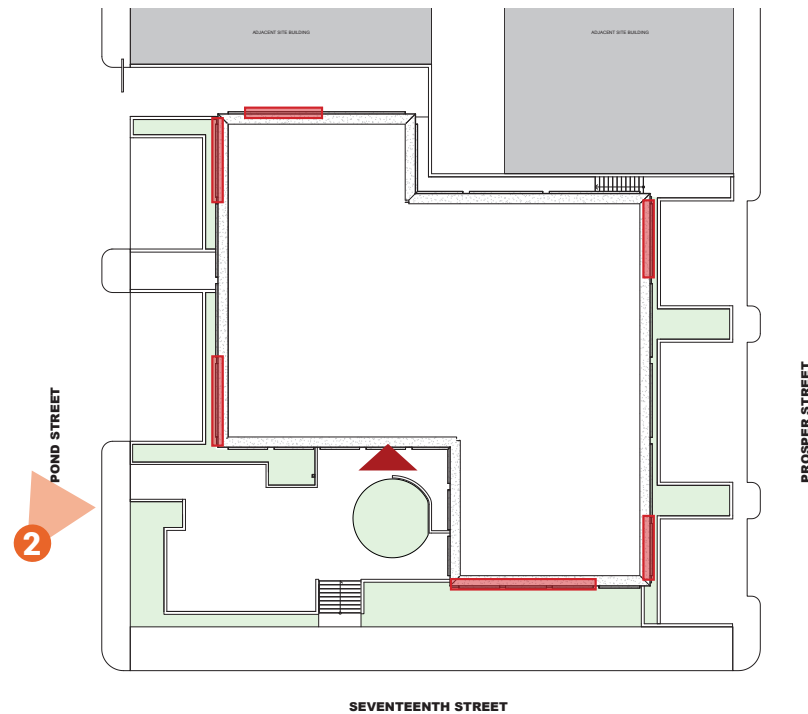 ADJACENT SITE BUILDING
ADJACENT SITE BUILDING
POND STREET
PROSPER STREET
2
SEVENTEENTH STREET